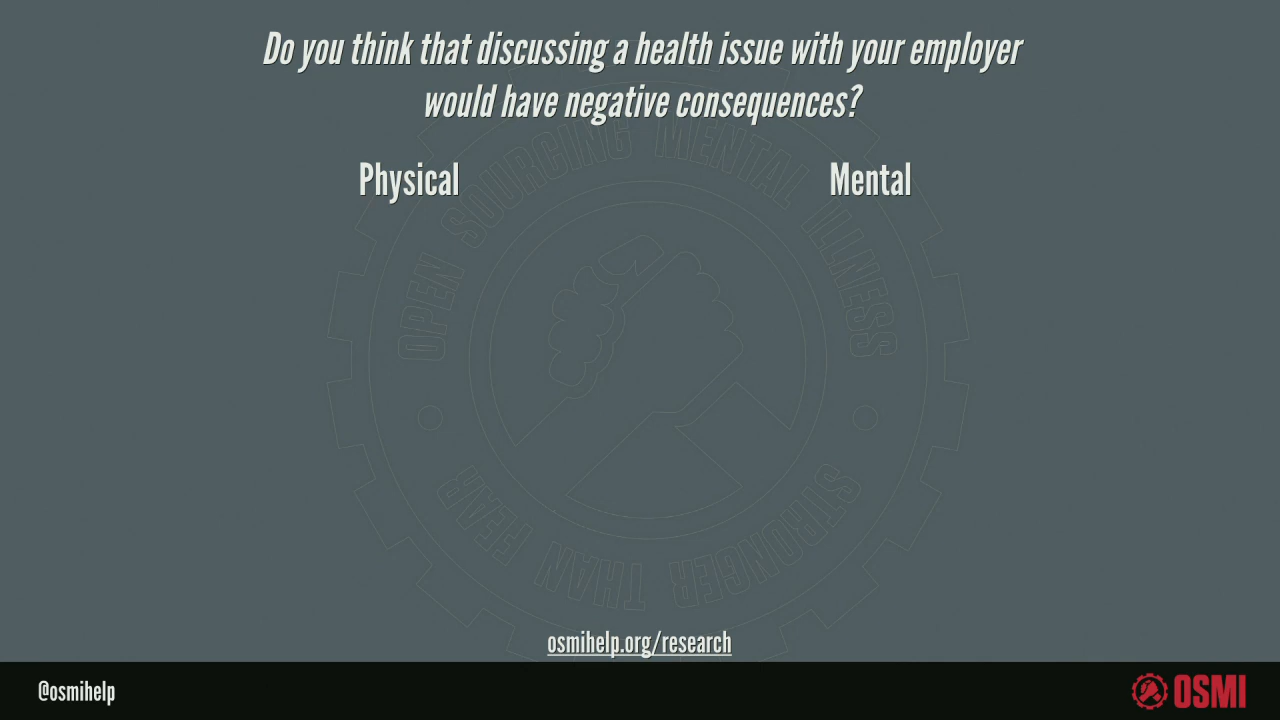 Do you think that discussing a health issue with your employer
would have negative consequences?
Physical
Mental
OPEN SOURCING MENTAL ILLNESS
STRONGER THAN FEAR
osmihelp.org/research
@osmihelp
OSMI